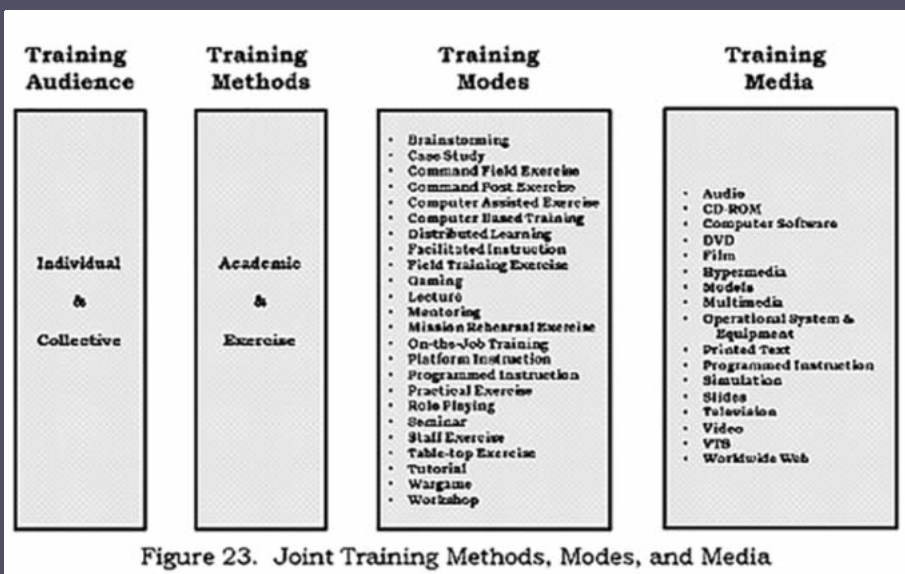 Training
Audience
Individual
&
Collective
Training
Methods
Academic
&
Exercise
Training
Modes
• Brainstorming
• Case Study
• Command Field Exercise
• Command Post Exercise
• Computer Assisted Exercise
• Computer Based Training
• Distributed Learning
• Facilitated Instruction
• Field Training Exercise
• Gaming
• Lecture
• Mentoring
• Mission Rehearsal Exercise
• On-the-Job Training
• Platform Instruction
• Programmed Instruction
• Practical Exercise
• Role Playing
• Seminar
• Staff Exercise
• Table-top Exercise
• Tutorial
• Wargame
• Workshop
Training
Media
• Audio
• CD-ROM
• Computer Software
• DVD
• Film
• Hypermedia
• Models
• Multimedia
• Operational System &
Equipment
• Printed Text
• Programmed Instruction
• Simulation
• Slides
• Television
• Video
• VTS
• Worldwide Web
Figure 23. Joint Training Methods, Modes, and Media